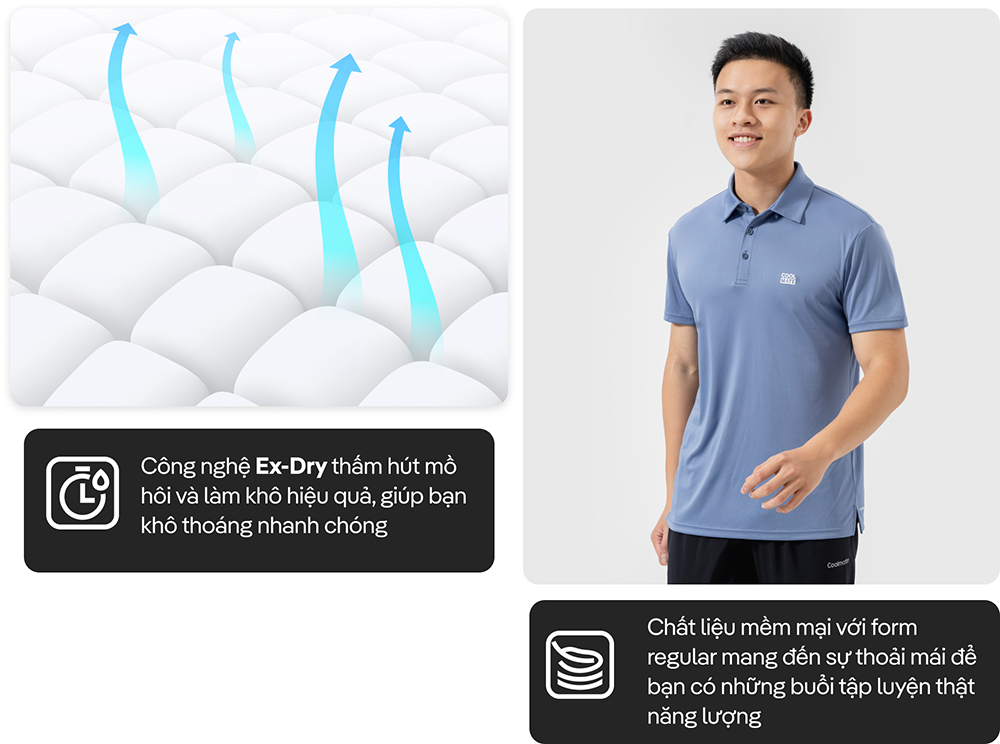 COOL
MATE
Coolmate
Công nghệ Ex-Dry thấm hút mồ
hôi và làm khô hiệu quả, giúp bạn
khô thoáng nhanh chóng
Chất liệu mềm mại với form
regular mang đến sự thoải mái để
bạn có những buổi tập luyện thật
năng lượng